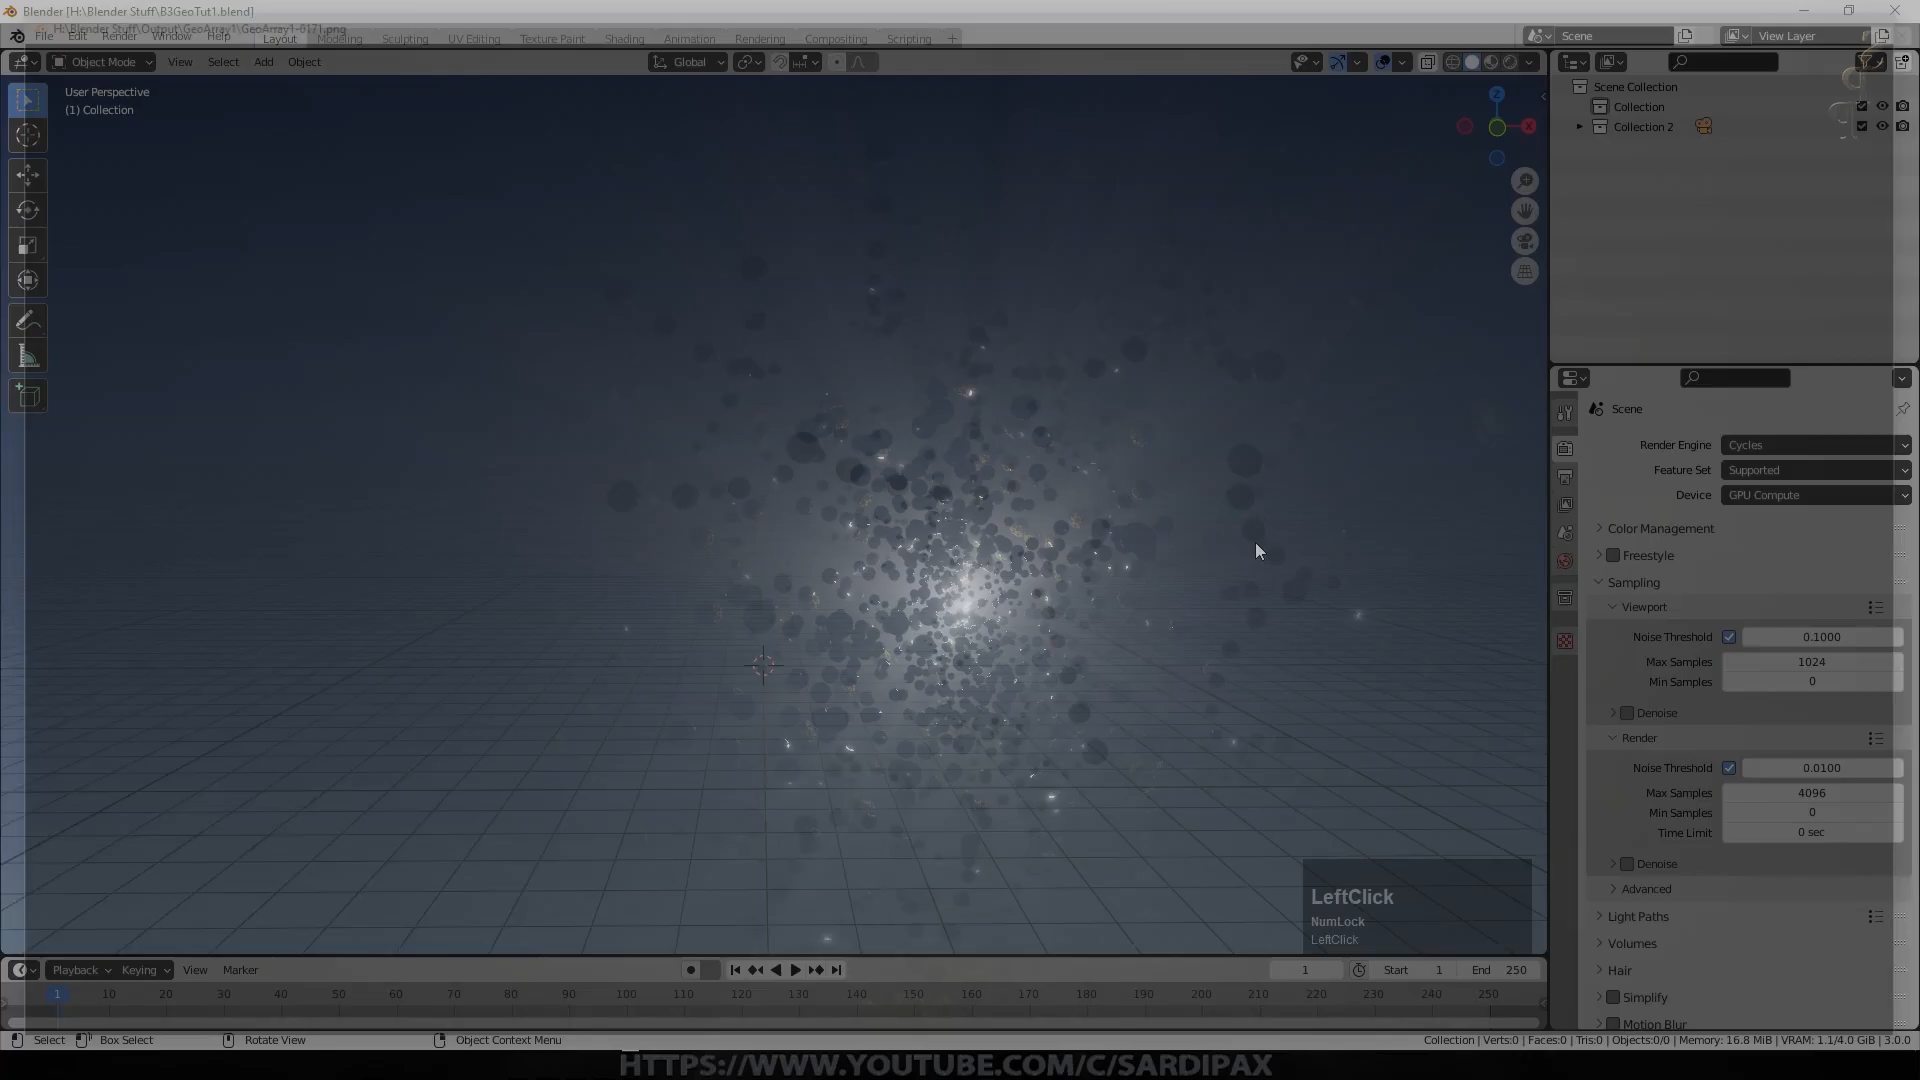 Blender [H:\Blender Stuff\B3GeoTut1.blend]
H:\Blender Stuff\Output\GeoArray1\GeoArray1-0171.png
File Edit Render Window Help Layout Modeling Sculpting UV Editing Texture Paint Shading Animation Rendering Compositing Scripting Scene View Layer
Object Mode View Select Add Object Global
User Perspective
(1) Collection
Z
X
Scene Collection
Collection
Collection 2
Scene
Render Engine Cycles
Feature Set Supported
Device GPU Compute
Color Management
Freestyle
Sampling
Viewport
Noise Threshold 0.1000
Max Samples 1024
Min Samples 0
Denoise
Render
Noise Threshold 0.0100
Max Samples 4096
Min Samples 0
Time Limit 0 sec
Denoise
Advanced
Light Paths
Volumes
Hair
Simplify
Motion Blur
LeftClick
NumLock
LeftClick
Playback Keying View Marker 1 Start 1 End 250
1 10 20 30 40 50 60 70 80 90 100 110 120 130 140 150 160 170 180 190 200 210 220 230 240 250
Select Box Select Rotate View Object Context Menu Collection | Verts:0 | Faces:0 | Tris:0 | Objects:0/0 | Memory: 16.8 MiB | VRAM: 1.1/4.0 GiB | 3.0.0
HTTPS://WWW.YOUTUBE.COM/C/SARDIPAX